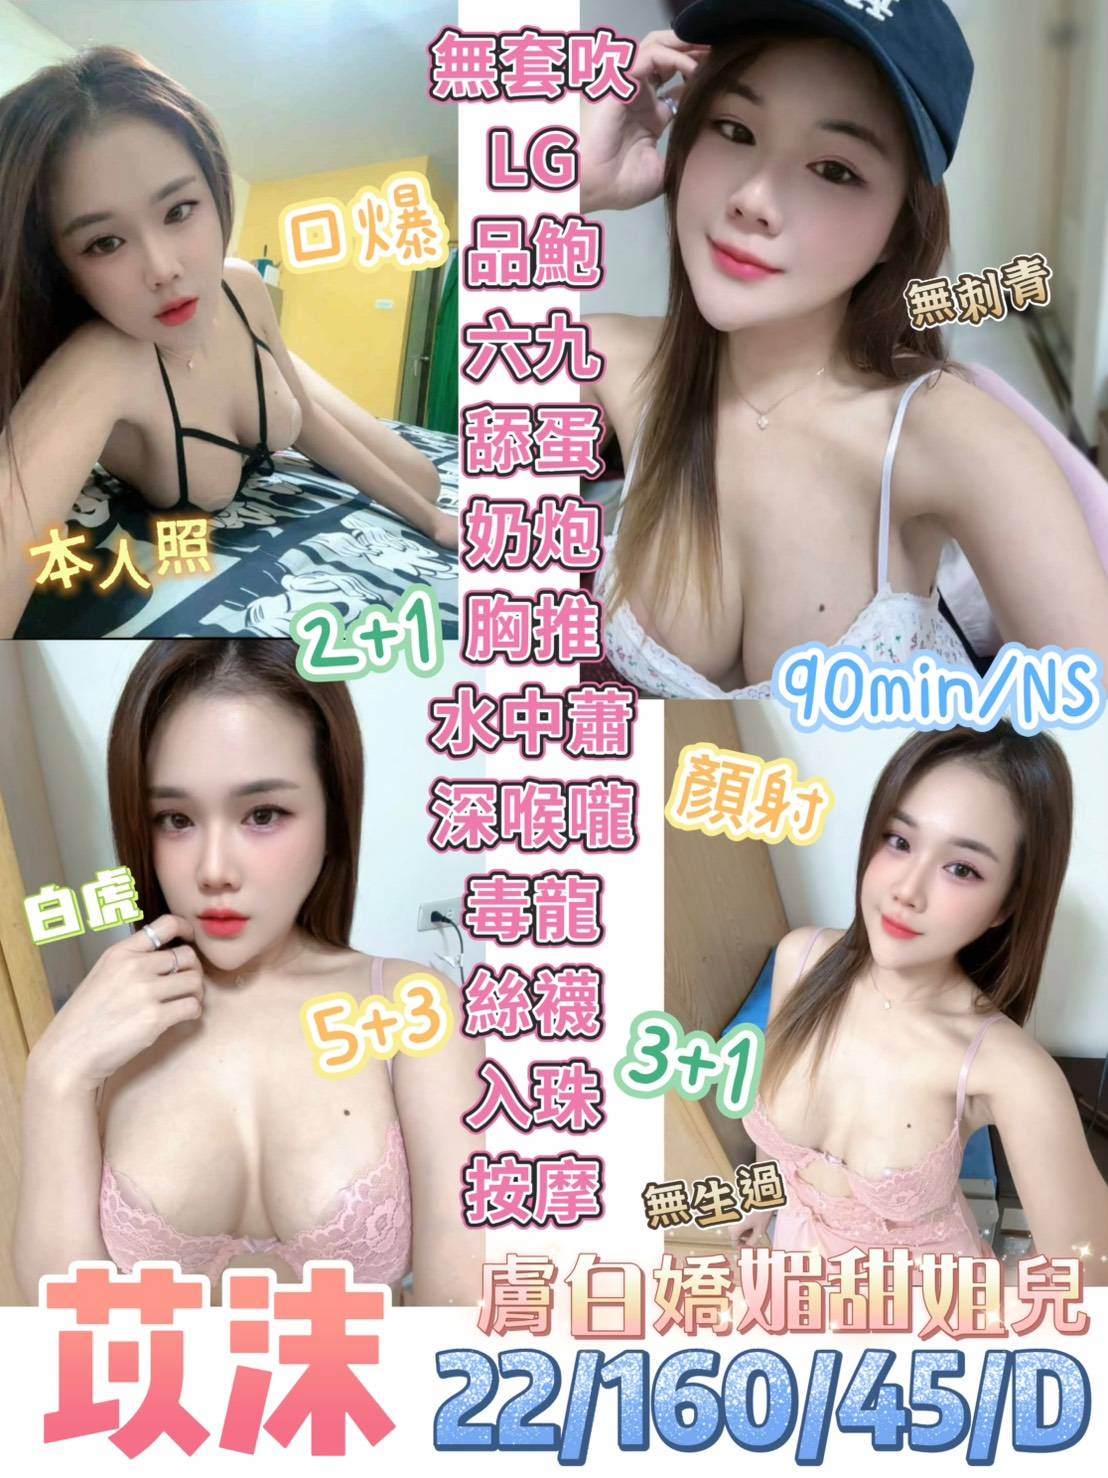 無套吹
LG
品鮑
六九
舔蛋
奶炮
胸推
水中蕭
深喉嚨
毒龍
絲襪
入珠
按摩
口爆
無刺青
本人照
2+1
90min/NS
顏射
白虎
5+3
3+1
無生過
苡沫
膚白嬌媚甜姐兒
22/160/45/D